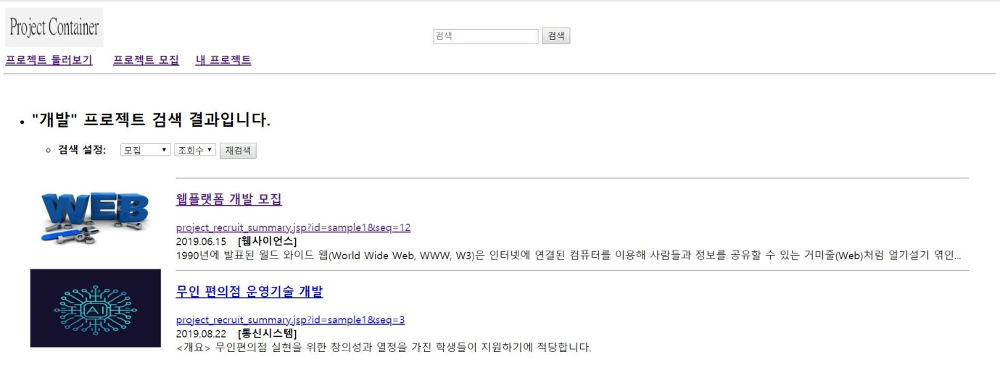 Project Container
검색 검색
프로젝트 둘러보기 프로젝트 모집 내 프로젝트
"개발" 프로젝트 검색 결과입니다.
검색 설정: 모집 조회수 재검색
WEB
웹플랫폼 개발 모집
project_recruit_summary.jsp?id=sample1&seq=12
2019.06.15 [웹사이언스]
1990년에 발표된 월드 와이드 웹(World Wide Web, WWW, W3)은 인터넷에 연결된 컴퓨터를 이용해 사람들과 정보를 공유할 수 있는 거미줄(Web)처럼 얼기설기 엮인...
AI
무인 편의점 운영기술 개발
project_recruit_summary.jsp?id=sample1&seq=3
2019.08.22 [통신시스템]
<개요> 무인편의점 실현을 위한 창의성과 열정을 가진 학생들이 지원하기에 적당합니다.